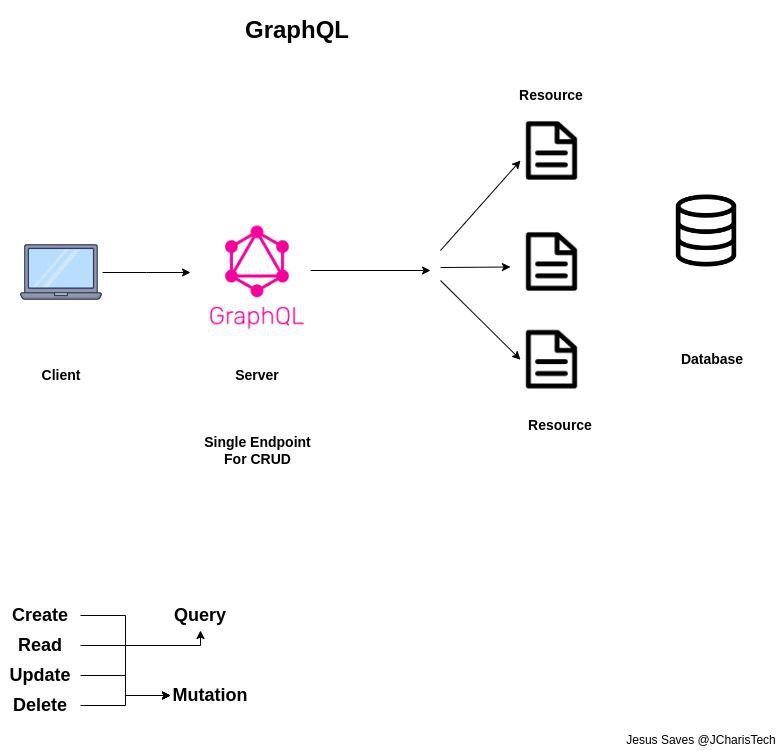 GraphQL
Resource
GraphQL
Client
Server
Database
Resource
Single Endpoint
For CRUD
Create
Query
Read
Update
Mutation
Delete
Jesus Saves @JCharisTech